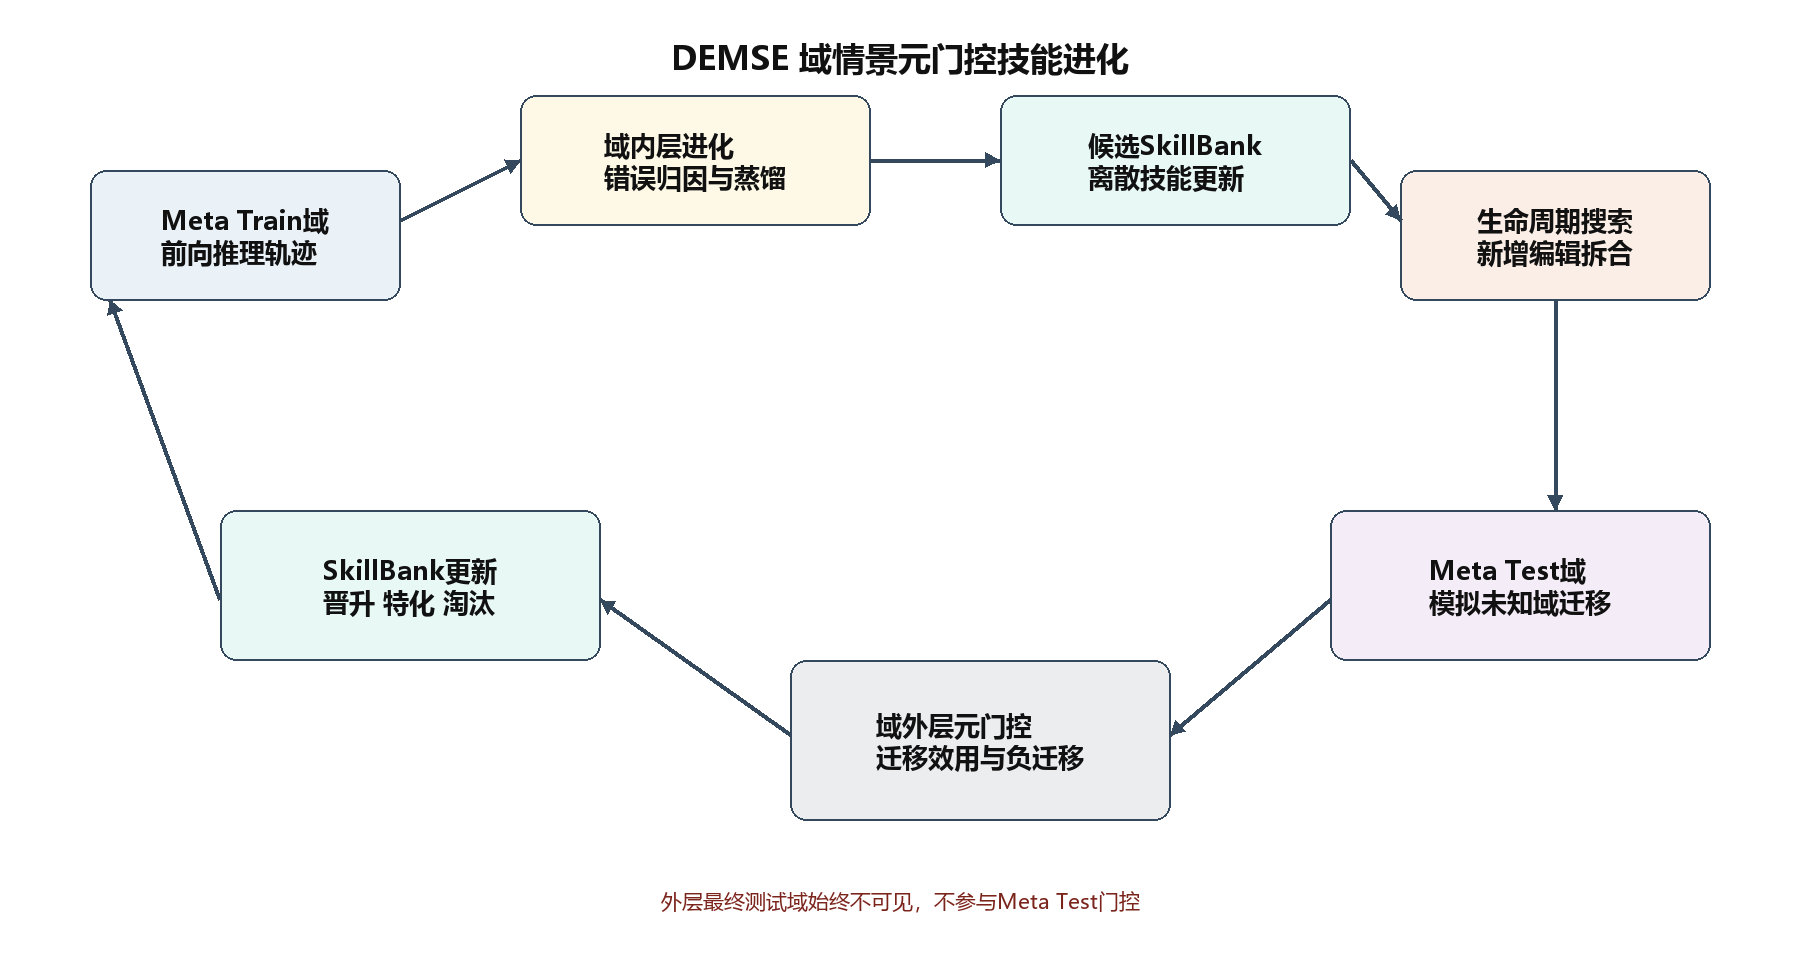 DEMSE 域情景元门控技能进化
Meta Train域
前向推理轨迹
域内层进化
错误归因与蒸馏
候选SkillBank
离散技能更新
生命周期搜索
新增编辑拆合
Meta Test域
模拟未知域迁移
域外层元门控
迁移效用与负迁移
SkillBank更新
晋升 特化 淘汰
外层最终测试域始终不可见，不参与Meta Test门控